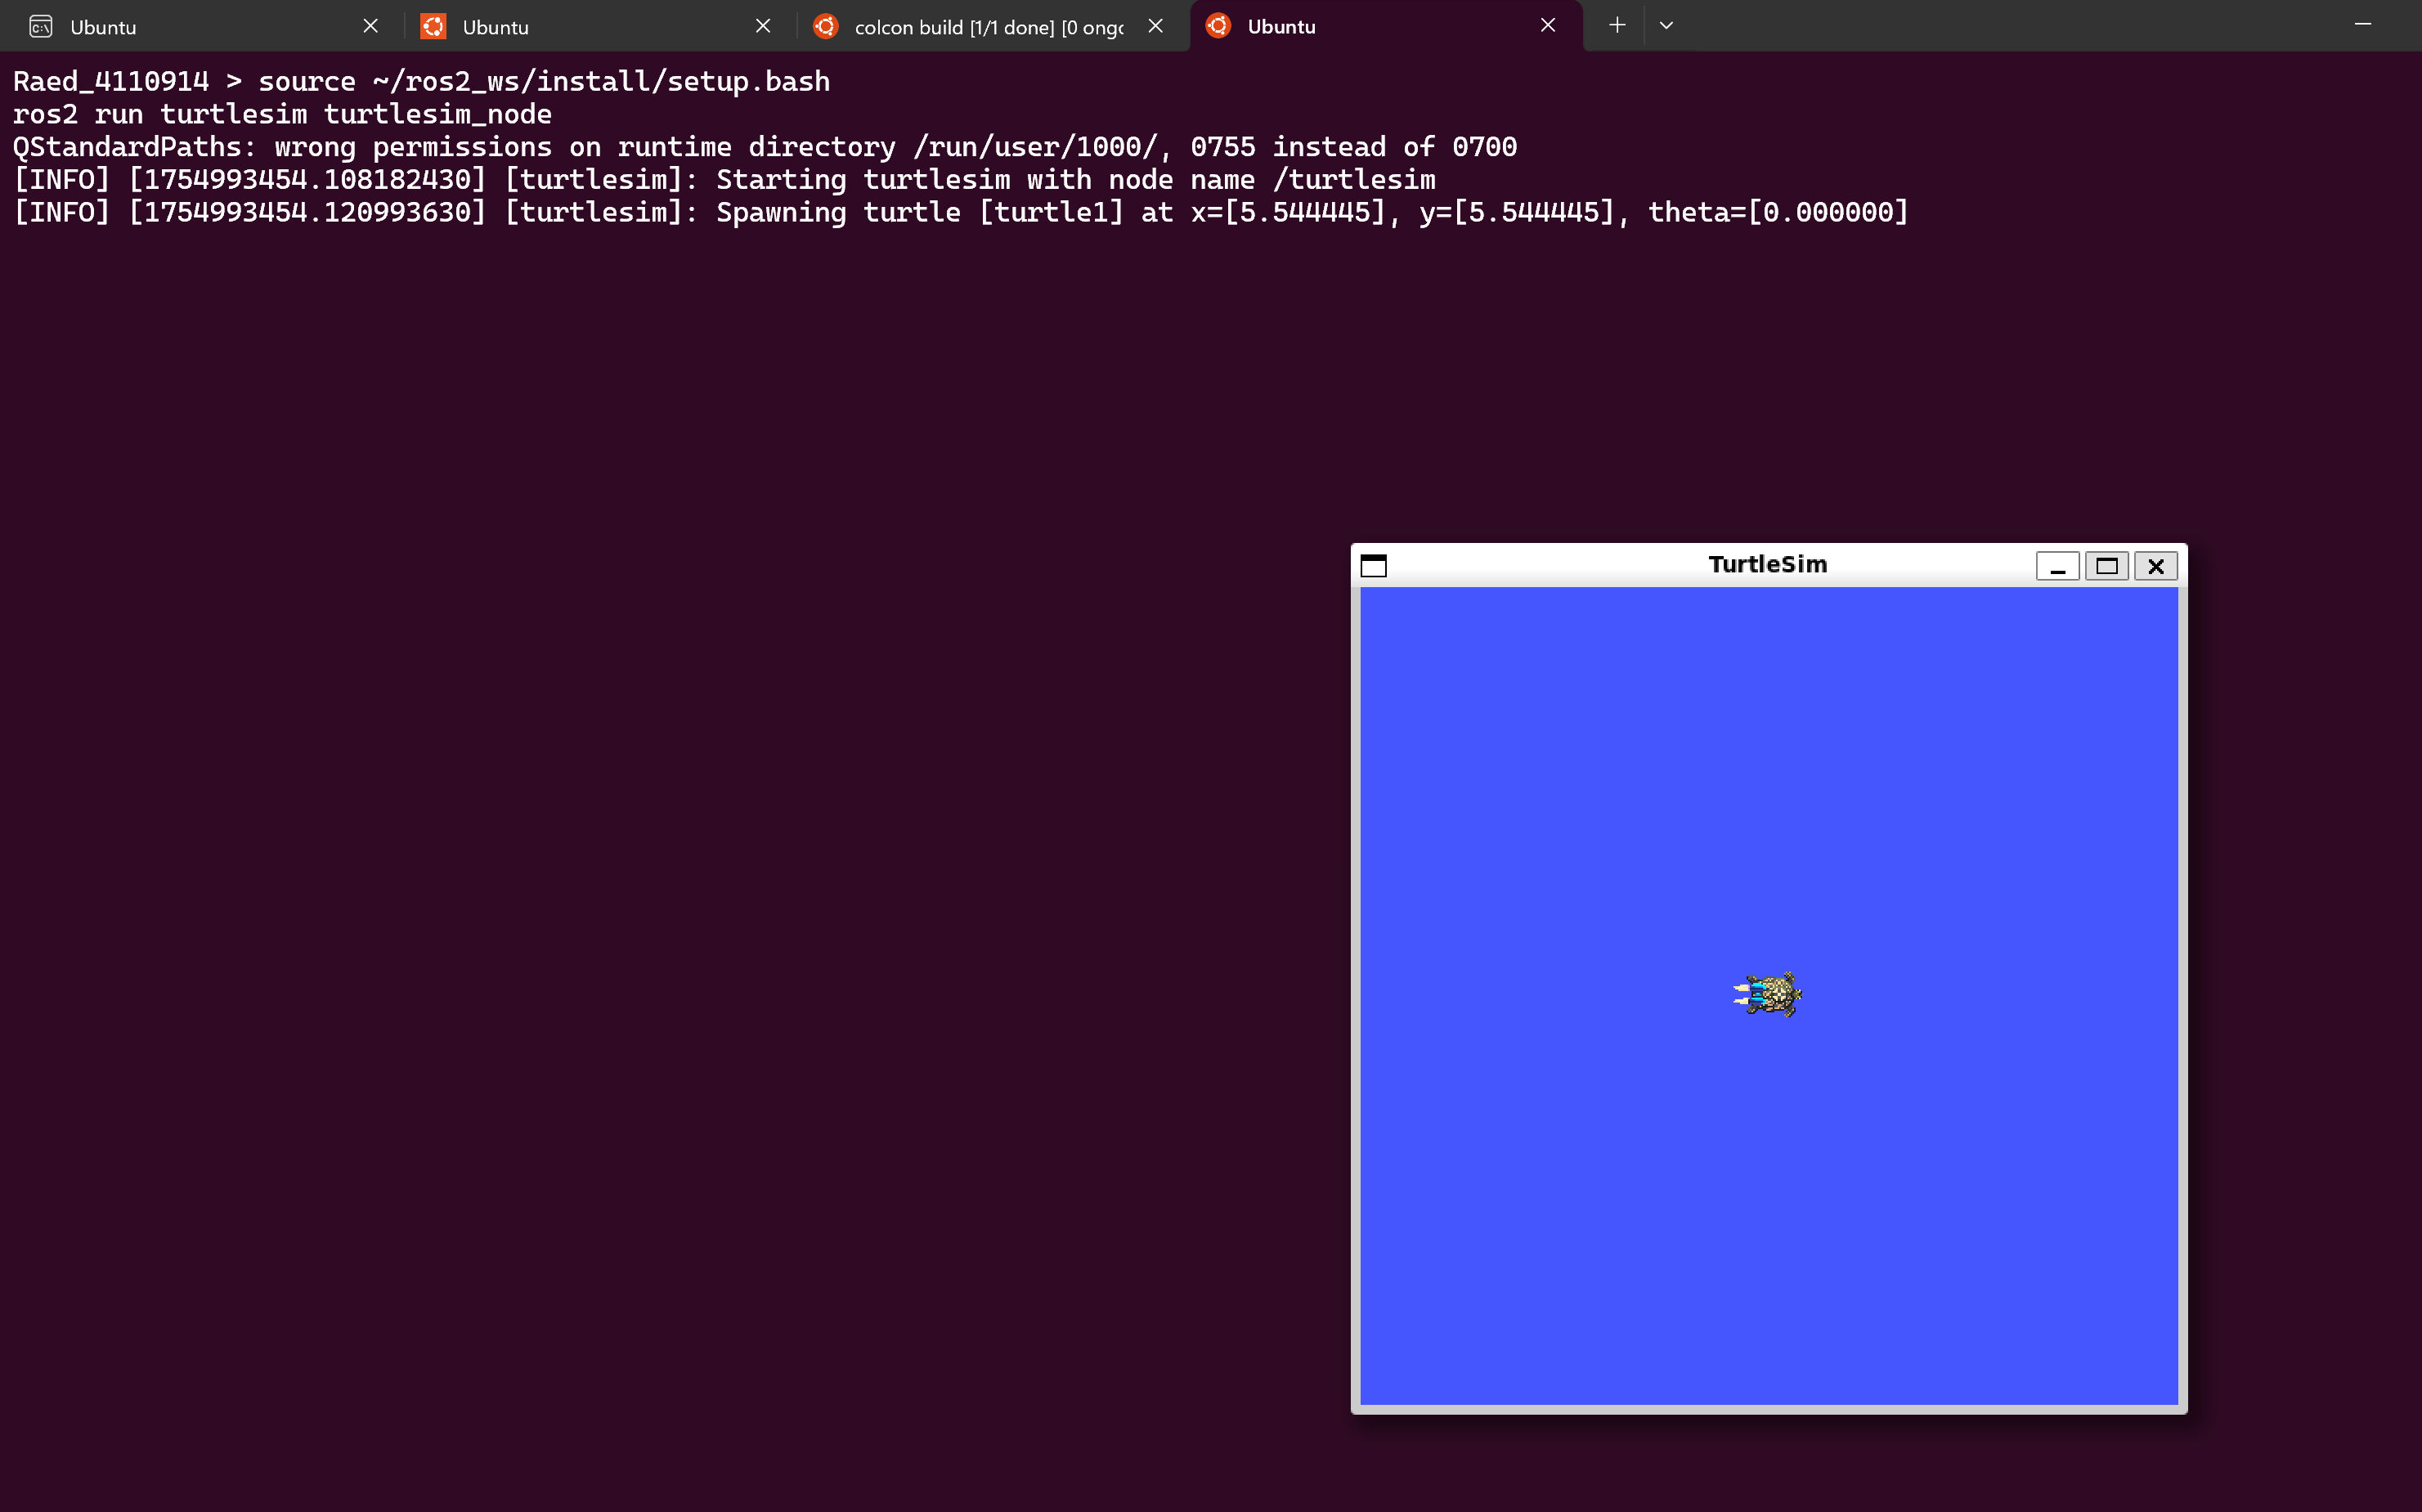 Ubuntu
Ubuntu
colcon build [1/1 done] [0 ongo
Ubuntu
Raed_4110914 > source ~/ros2_ws/install/setup.bash
ros2 run turtlesim turtlesim_node
QStandardPaths: wrong permissions on runtime directory /run/user/1000/, 0755 instead of 0700
[INFO] [1754993454.108182430] [turtlesim]: Starting turtlesim with node name /turtlesim
[INFO] [1754993454.120993630] [turtlesim]: Spawning turtle [turtle1] at x=[5.544445], y=[5.544445], theta=[0.000000]
TurtleSim